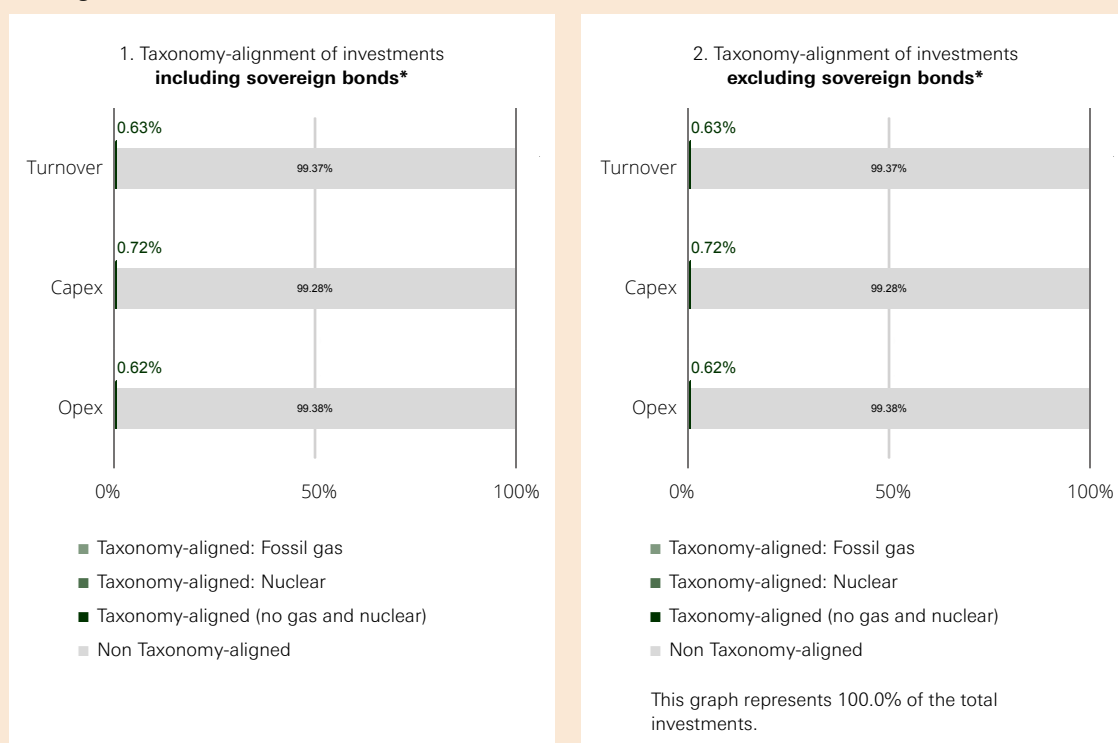 1. Taxonomy-alignment of investments
including sovereign bonds*
0.63%
Turnover
99.37%
0.72%
Capex
99.28%
0.62%
Opex
99.38%
0%
50%
100%
Taxonomy-aligned: Fossil gas
Taxonomy-aligned: Nuclear
Taxonomy-aligned (no gas and nuclear)
Non Taxonomy-aligned
2. Taxonomy-alignment of investments
excluding sovereign bonds*
0.63%
Turnover
99.37%
0.72%
Capex
99.28%
0.62%
Opex
99.38%
0%
50%
100%
Taxonomy-aligned: Fossil gas
Taxonomy-aligned: Nuclear
Taxonomy-aligned (no gas and nuclear)
Non Taxonomy-aligned
This graph represents 100.0% of the total
investments.